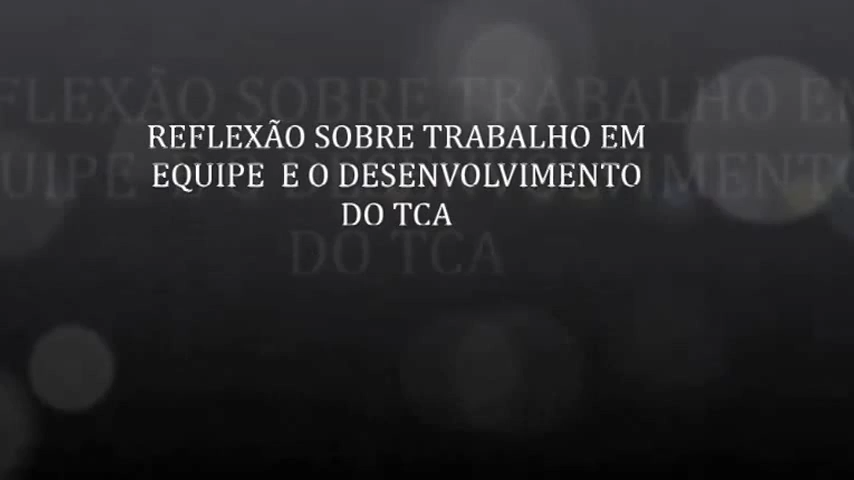 REFLEXÃO SOBRE TRABALHO EM
EQUIPE E O DESENVOLVIMENTO
DO TCA